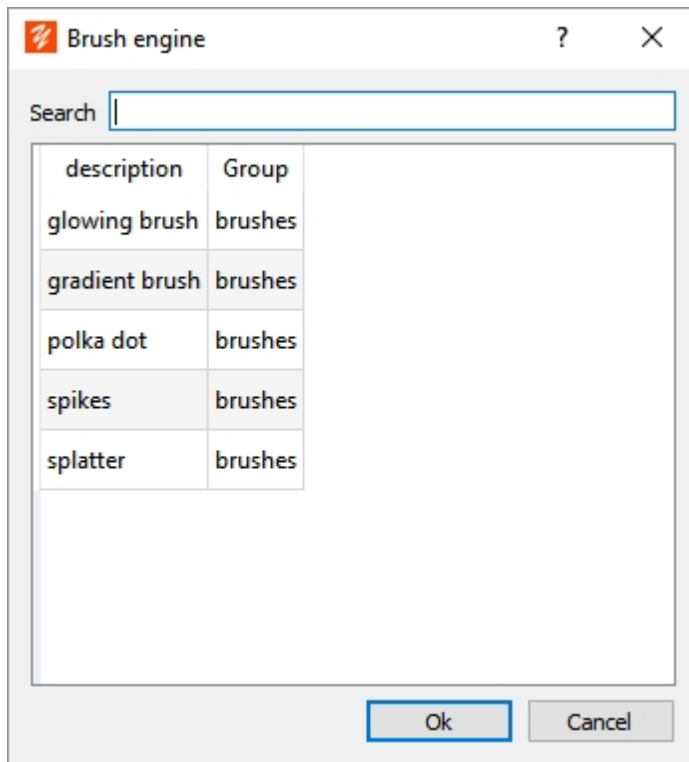 Brush engine ?
Search
description Group
glowing brush brushes
gradient brush brushes
polka dot brushes
spikes brushes
splatter brushes
Ok Cancel